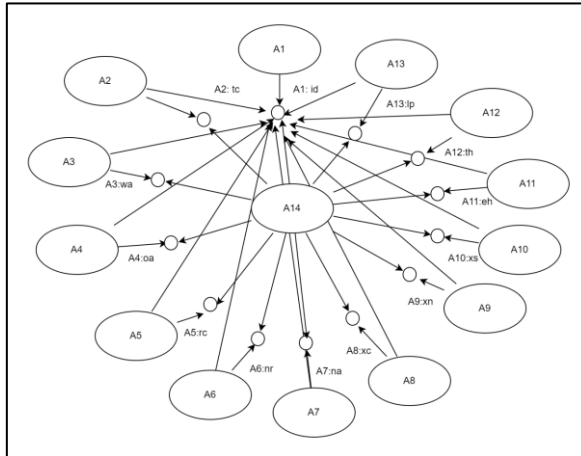 A1
A13
A2
A2: tc
A1: id
A13:lp
A12
A12:th
A3
A3:wa
A11
A11:eh
A14
A4
A4:oa
A10
A10:xs
A9
A9:xn
A5
A5:rc
A8:xc
A6:nr
A7:na
A8
A6
A7